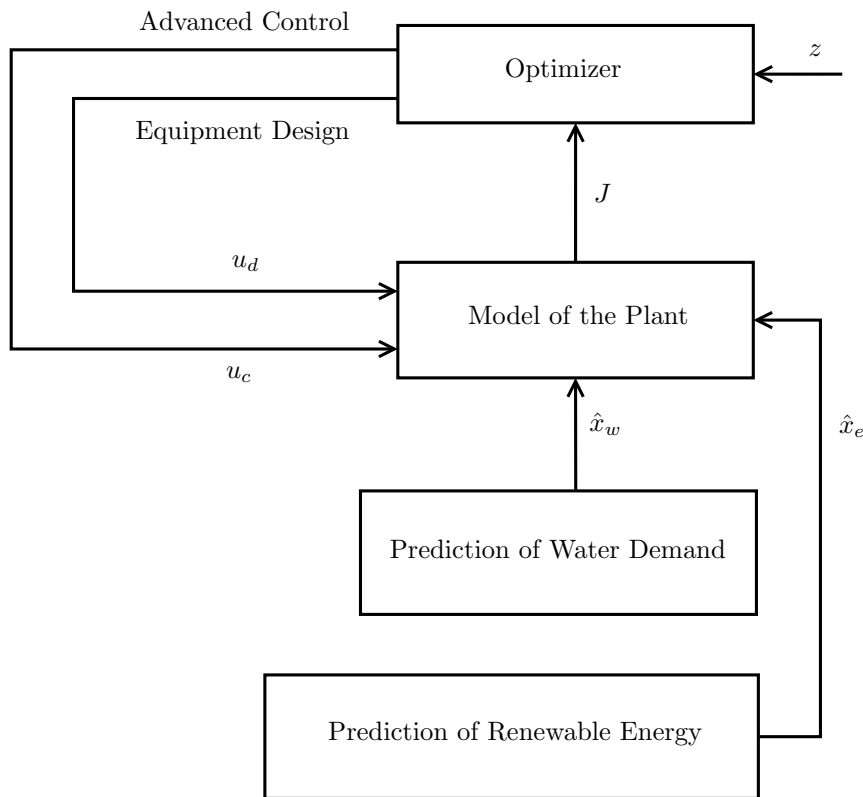 Advanced Control
Optimizer
z
Equipment Design
J
u_d
Model of the Plant
u_c
x̂_w
x̂_e
Prediction of Water Demand
Prediction of Renewable Energy